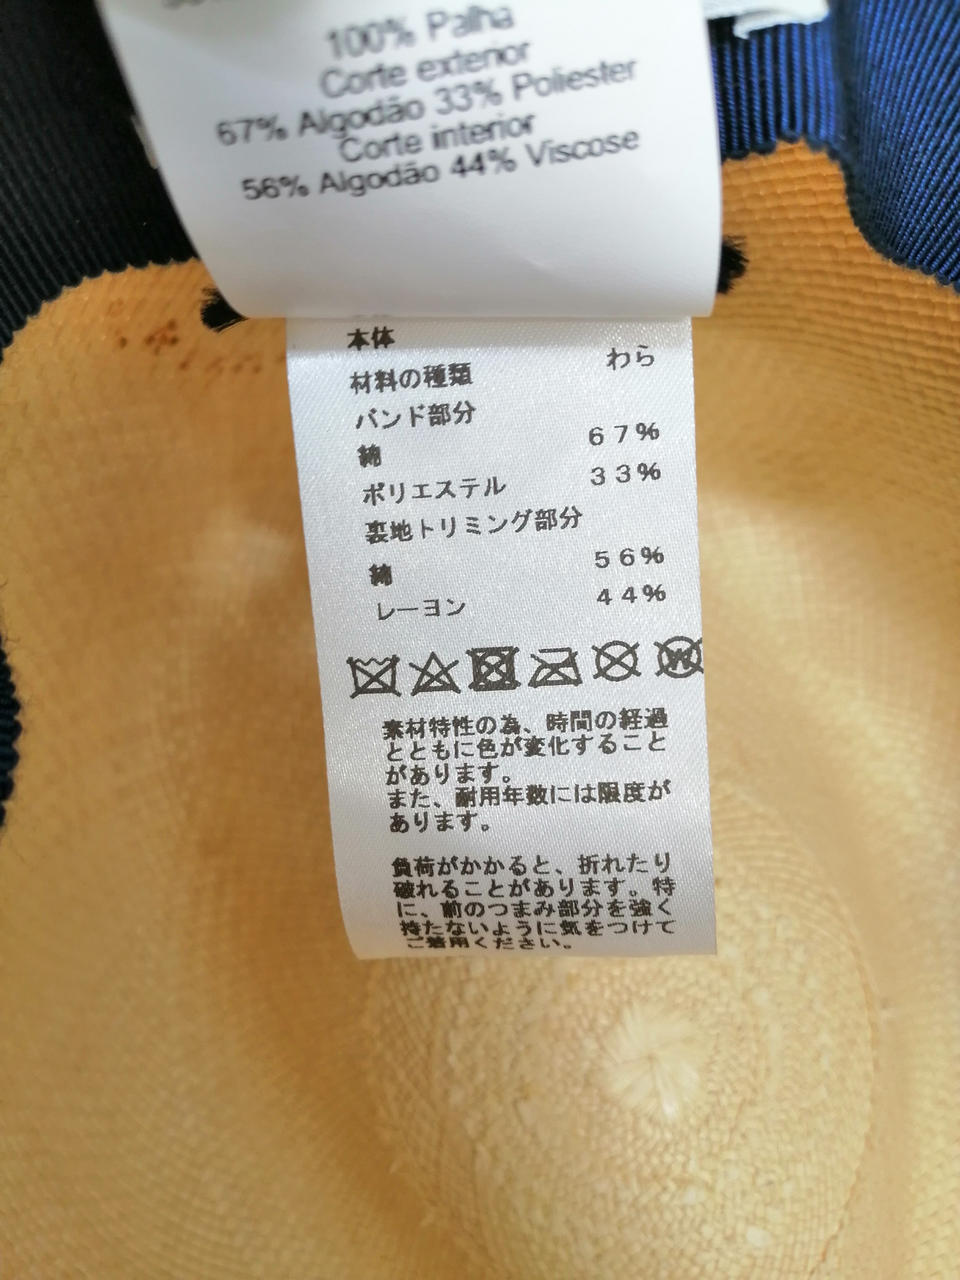 100% Palha
Corte exterior
67% Algodão 33% Poliester
Corte interior
56% Algodão 44% Viscose
本体
材料の種類 わら
バンド部分
綿 67%
ポリエステル 33%
裏地トリミング部分
綿 56%
レーヨン 44%
W
素材特性の為、時間の経過
とともに色が変化すること
があります。
また、耐用年数には限度が
あります。
負荷がかかると、折れたり
破れることがあります。特
に、前のつまみ部分を強く
持たないように気をつけて
ご着用ください。